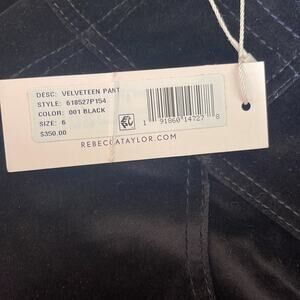 DESC: VELVETEEN PANT
STYLE: 618527P154
COLOR: 001 BLACK
SIZE: 6
$350.00
1 91860 14727 8
REBECCATAYLOR.COM